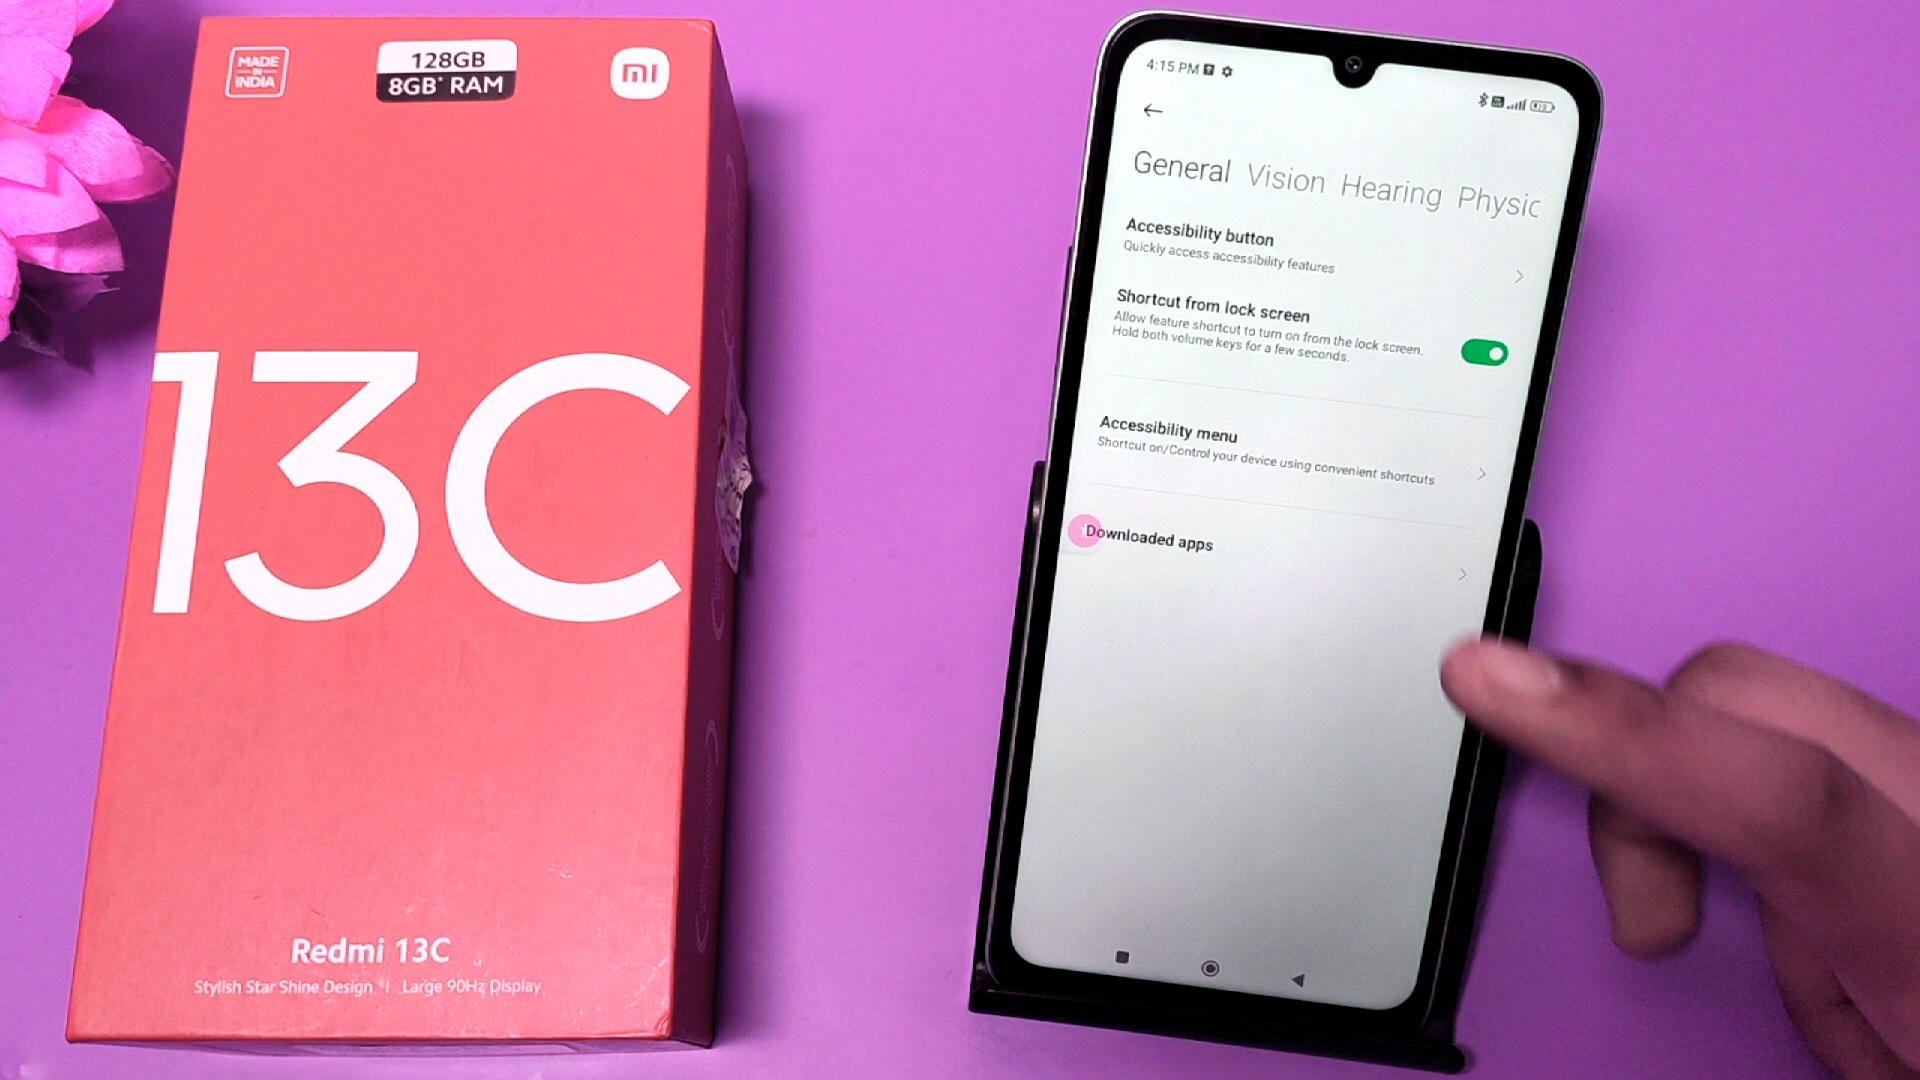 MADE
IN
INDIA
128GB
8GB* RAM
mi
13C
Redmi 13C
Stylish Star Shine Design | Large 90Hz Display
4:15 PM
General Vision Hearing Physic
Accessibility button
Quickly access accessibility features
Shortcut from lock screen
Allow feature shortcut to turn on from the lock screen.
Hold both volume keys for a few seconds.
Accessibility menu
Shortcut on/Control your device using convenient shortcuts
Downloaded apps